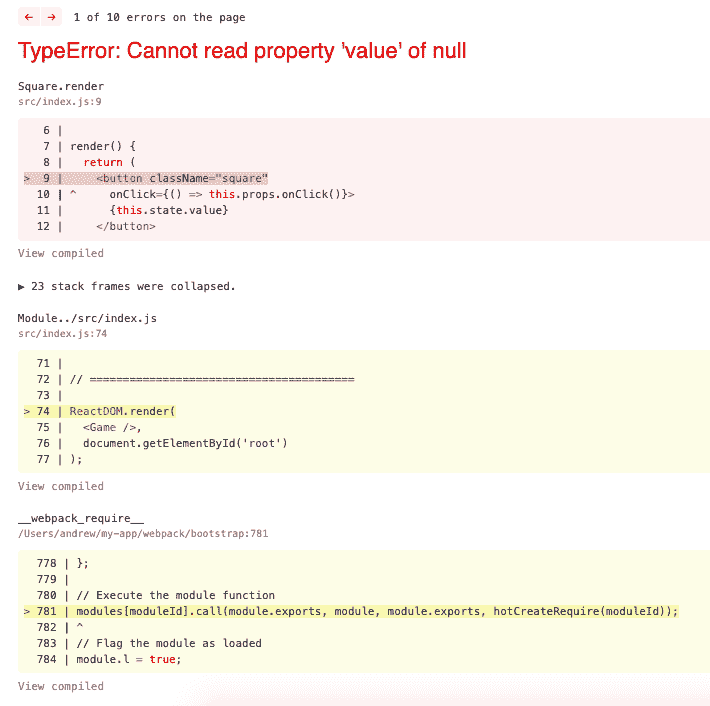 ← → 1 of 10 errors on the page
TypeError: Cannot read property 'value' of null
Square.render
src/index.js:9
6 |
7 | render() {
8 |   return (
> 9 |     <button className="square"
10 | ^     onClick={() => this.props.onClick()}>
11 |       {this.state.value}
12 |     </button>
View compiled
▶ 23 stack frames were collapsed.
Module../src/index.js
src/index.js:74
71 |
72 | // ========================================
73 |
> 74 | ReactDOM.render(
75 |   <Game />,
76 |   document.getElementById('root')
77 | );
View compiled
__webpack_require__
/Users/andrew/my-app/webpack/bootstrap:781
778 | };
779 |
780 | // Execute the module function
> 781 | modules[moduleId].call(module.exports, module, module.exports, hotCreateRequire(moduleId));
782 | ^
783 | // Flag the module as loaded
784 | module.l = true;
View compiled